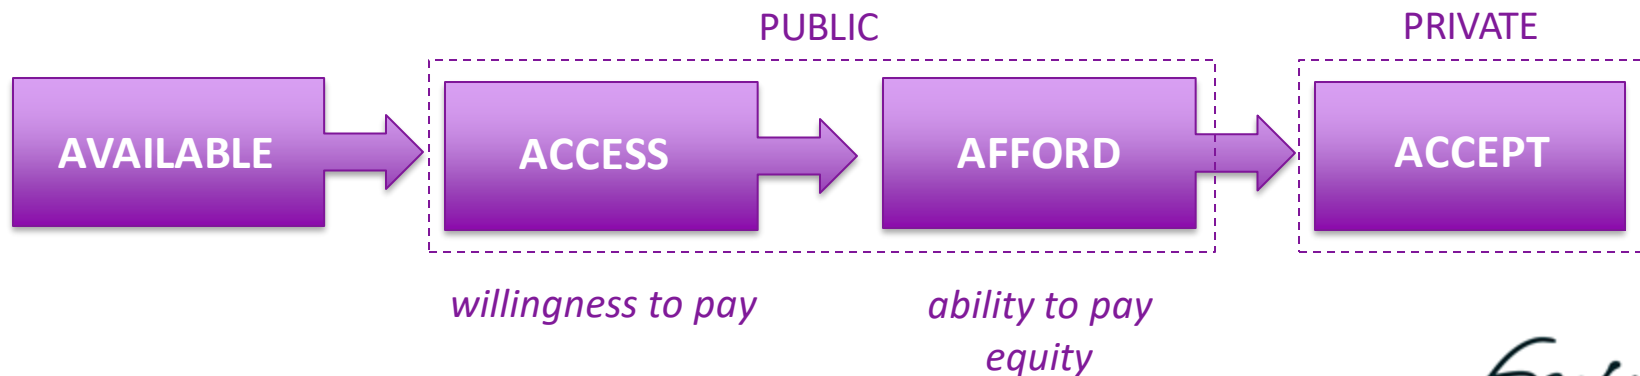 PUBLIC
PRIVATE
AVAILABLE
ACCESS
AFFORD
ACCEPT
willingness to pay
ability to pay
equity